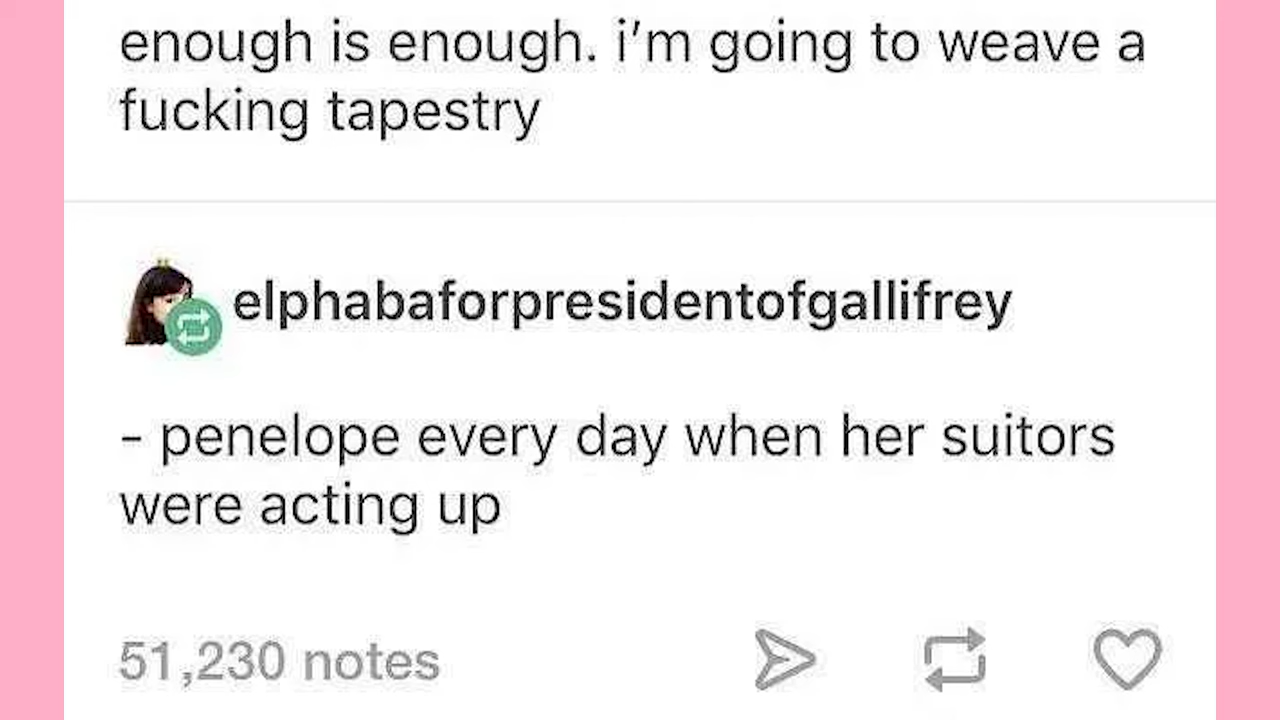 enough is enough. i’m going to weave a
fucking tapestry
elphabaforpresidentofgallifrey
- penelope every day when her suitors
were acting up
51,230 notes